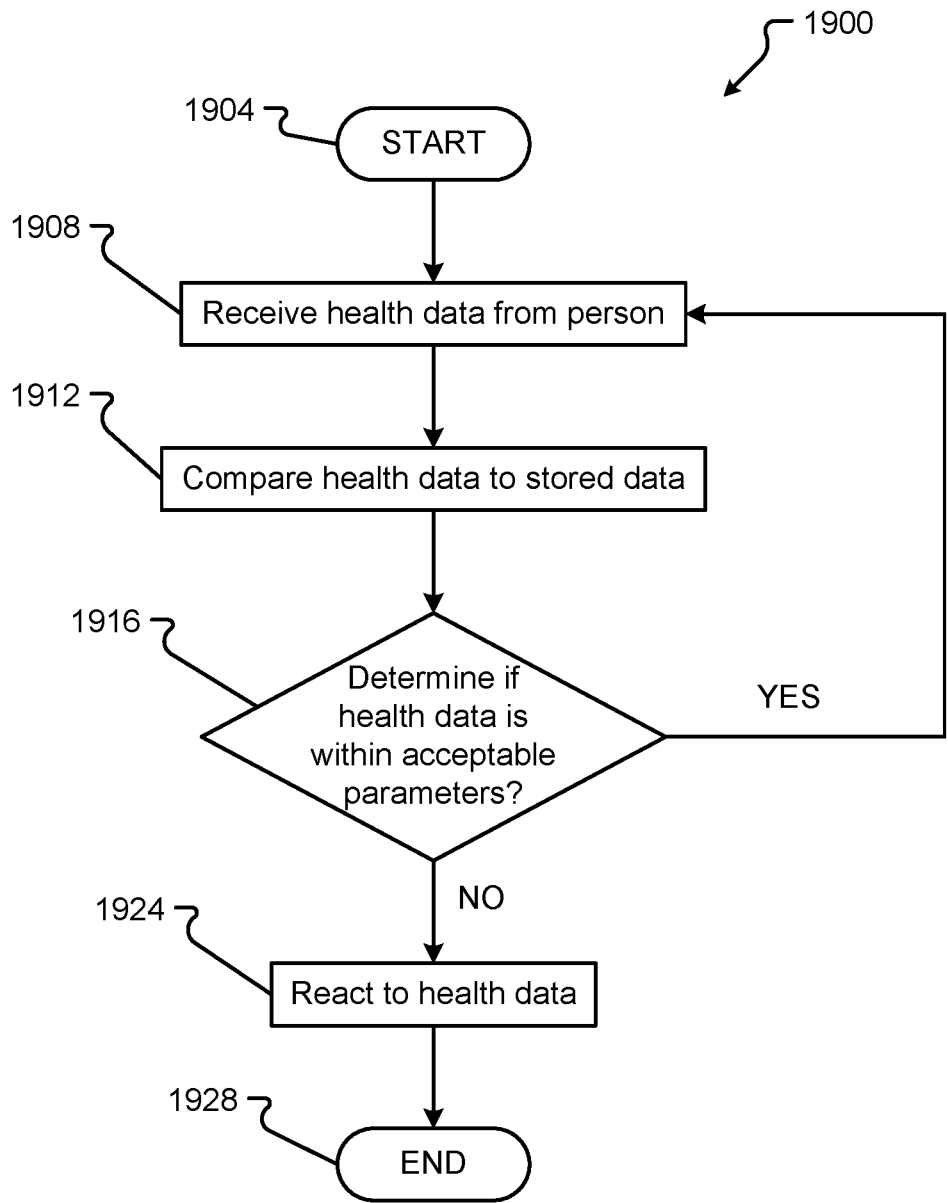 1900
1904
START
1908
Receive health data from person
1912
Compare health data to stored data
1916
Determine if
health data is
within acceptable
parameters?
YES
NO
1924
React to health data
1928
END